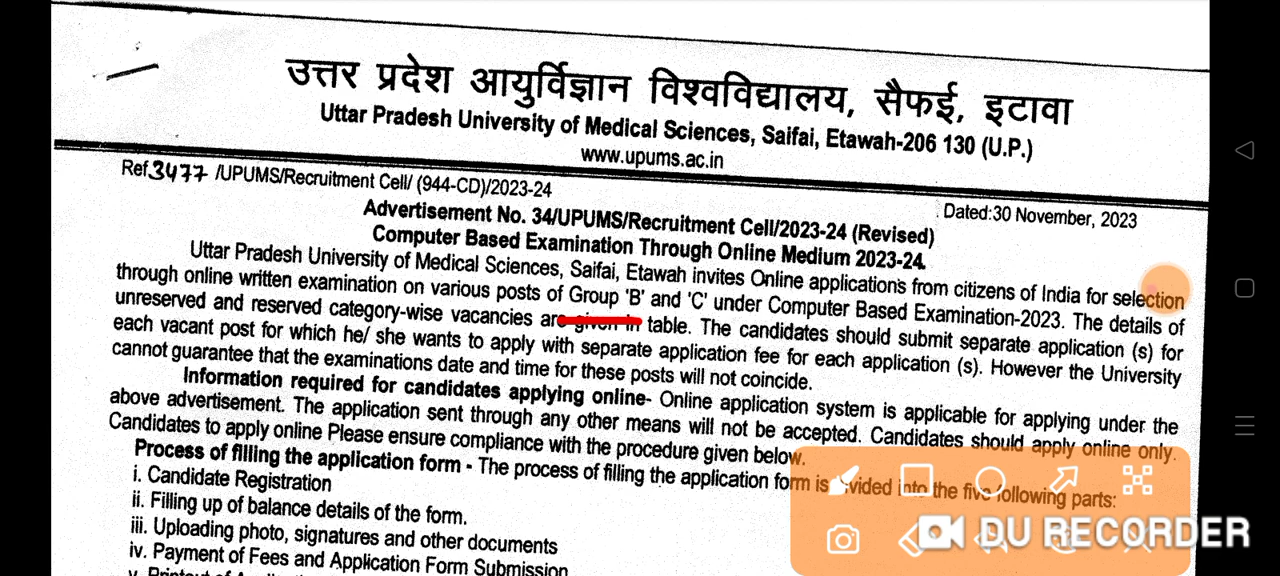 उत्तर प्रदेश आयुर्विज्ञान विश्वविद्यालय, सैफई, इटावा
Uttar Pradesh University of Medical Sciences, Saifai, Etawah-206 130 (U.P.)
www.upums.ac.in
Ref.3477 /UPUMS/Recruitment Cell/ (944-CD)/2023-24
Dated:30 November, 2023
Advertisement No. 34/UPUMS/Recruitment Cell/2023-24 (Revised)
Computer Based Examination Through Online Medium 2023-24.
Uttar Pradesh University of Medical Sciences, Saifai, Etawah invites Online applications from citizens of India for selection
through online written examination on various posts of Group 'B' and 'C' under Computer Based Examination-2023. The details of
unreserved and reserved category-wise vacancies are given in table. The candidates should submit separate application (s) for
each vacant post for which he/ she wants to apply with separate application fee for each application (s). However the University
cannot guarantee that the examinations date and time for these posts will not coincide.
Information required for candidates applying online- Online application system is applicable for applying under the
above advertisement. The application sent through any other means will not be accepted. Candidates should apply online only.
Candidates to apply online Please ensure compliance with the procedure given below.
Process of filling the application form - The process of filling the application form is divided into the five following parts:
i. Candidate Registration
ii. Filling up of balance details of the form.
iii. Uploading photo, signatures and other documents
iv. Payment of Fees and Application Form Submission
DU RECORDER